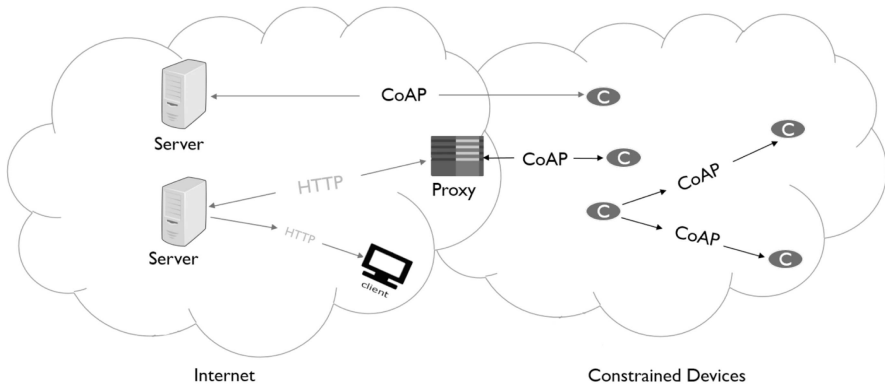 CoAP
C
Server
C
CoAP
C
HTTP
Proxy
CoAP
C
HTTP
CoAP
Server
C
client
Internet
Constrained Devices